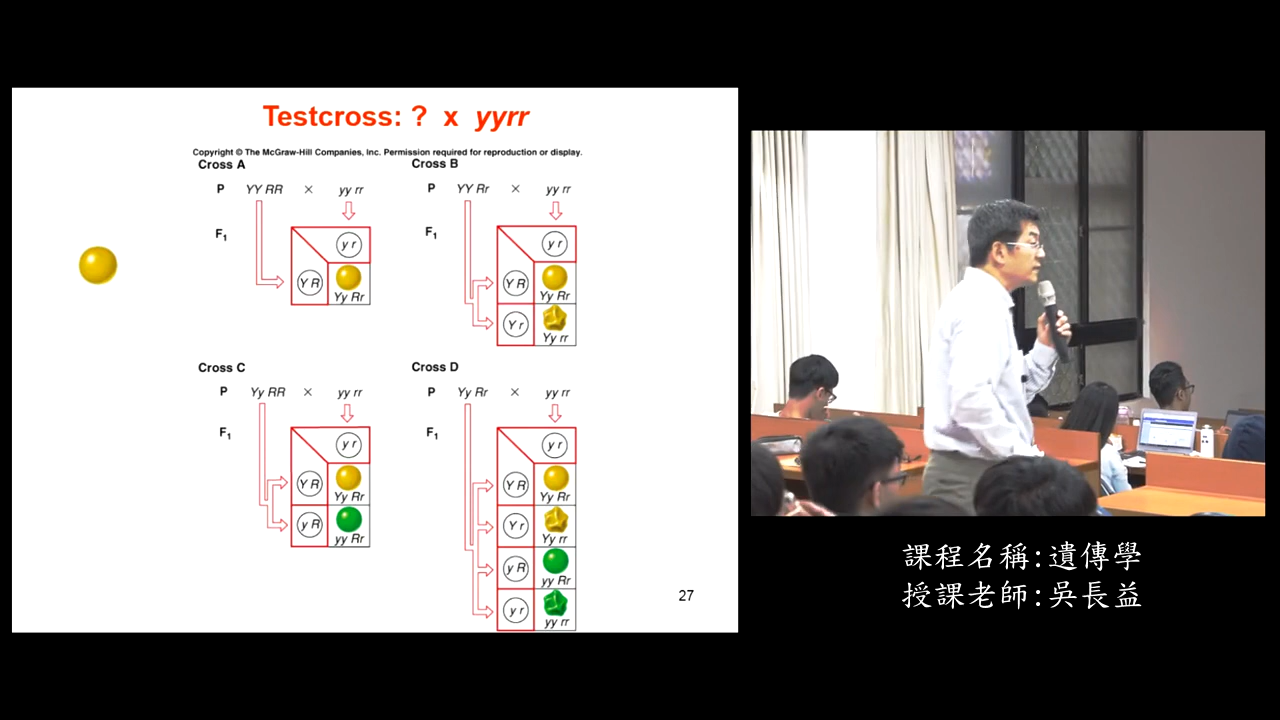 Testcross: ? x yyrr
Copyright © The McGraw-Hill Companies, Inc. Permission required for reproduction or display.
Cross A
P YY RR × yy rr
F1
y r
Y R
Yy Rr
Cross B
P YY Rr × yy rr
F1
y r
Y R
Yy Rr
Y r
Yy rr
Cross C
P Yy RR × yy rr
F1
y r
Y R
Yy Rr
y R
yy Rr
Cross D
P Yy Rr × yy rr
F1
y r
Y R
Yy Rr
Y r
Yy rr
y R
yy Rr
y r
yy rr
27
課程名稱:遺傳學
授課老師:吳長益